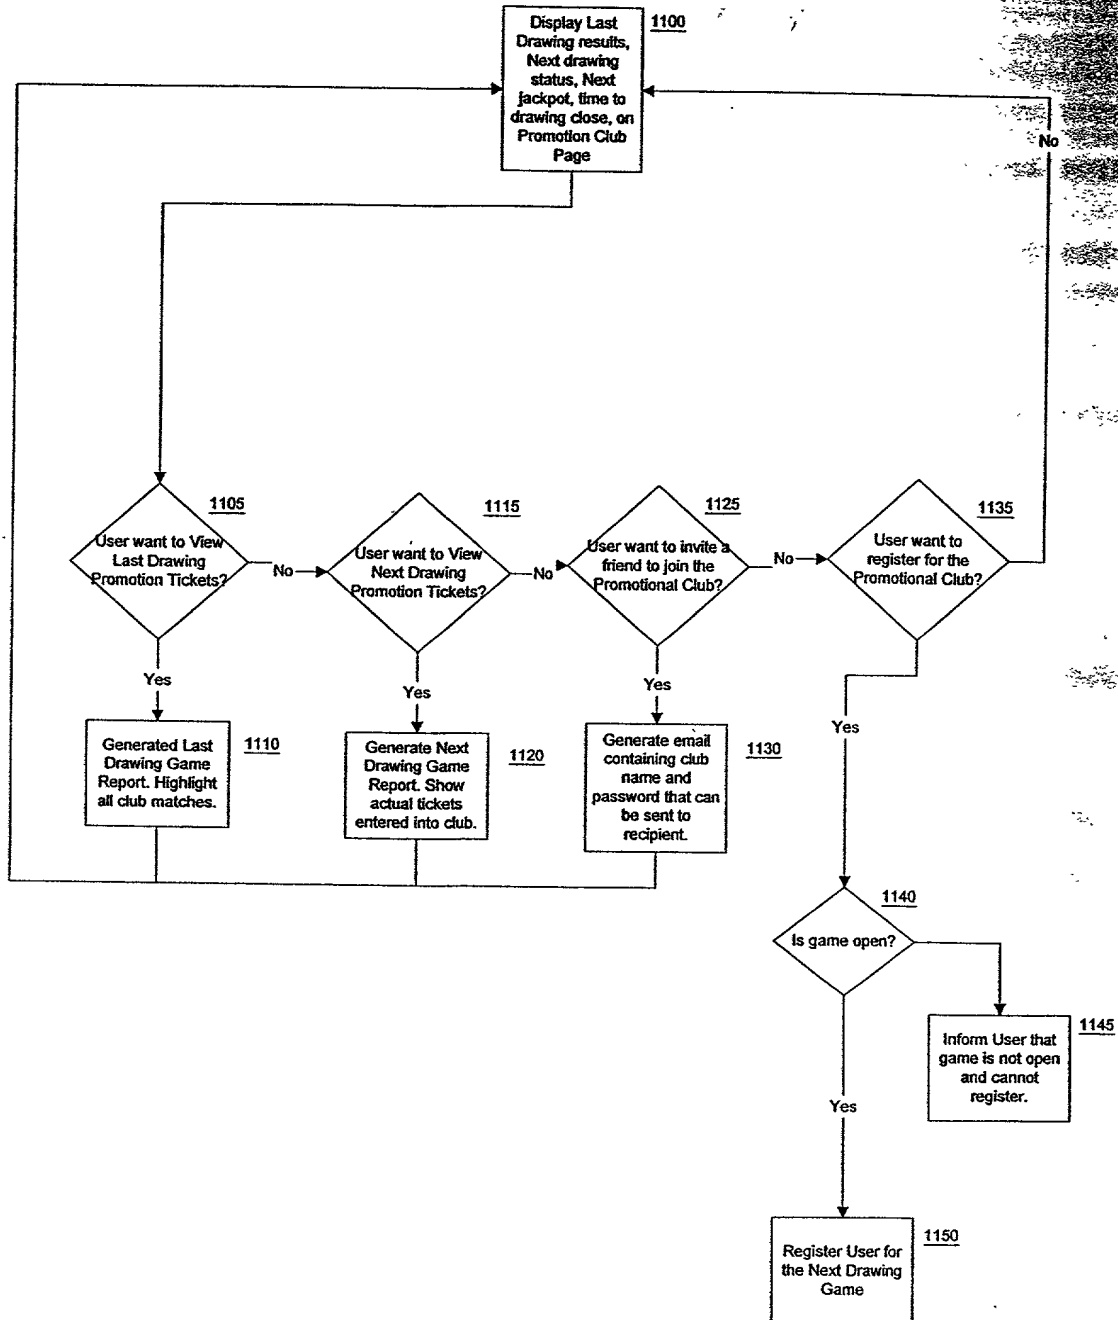 Display Last
Drawing results,
Next drawing
status, Next
jackpot, time to
drawing close, on
Promotion Club
Page
1100
No
1105
User want to View
Last Drawing
Promotion Tickets?
No
1115
User want to View
Next Drawing
Promotion Tickets?
No
1125
User want to invite a
friend to join the
Promotional Club?
No
1135
User want to
register for the
Promotional Club?
Yes
Yes
Yes
Yes
Generated Last
Drawing Game
Report. Highlight
all club matches.
1110
Generate Next
Drawing Game
Report. Show
actual tickets
entered into club.
1120
Generate email
containing club
name and
password that can
be sent to
recipient.
1130
1140
Is game open?
Inform User that
game is not open
and cannot
register.
1145
Yes
Register User for
the Next Drawing
Game
1150